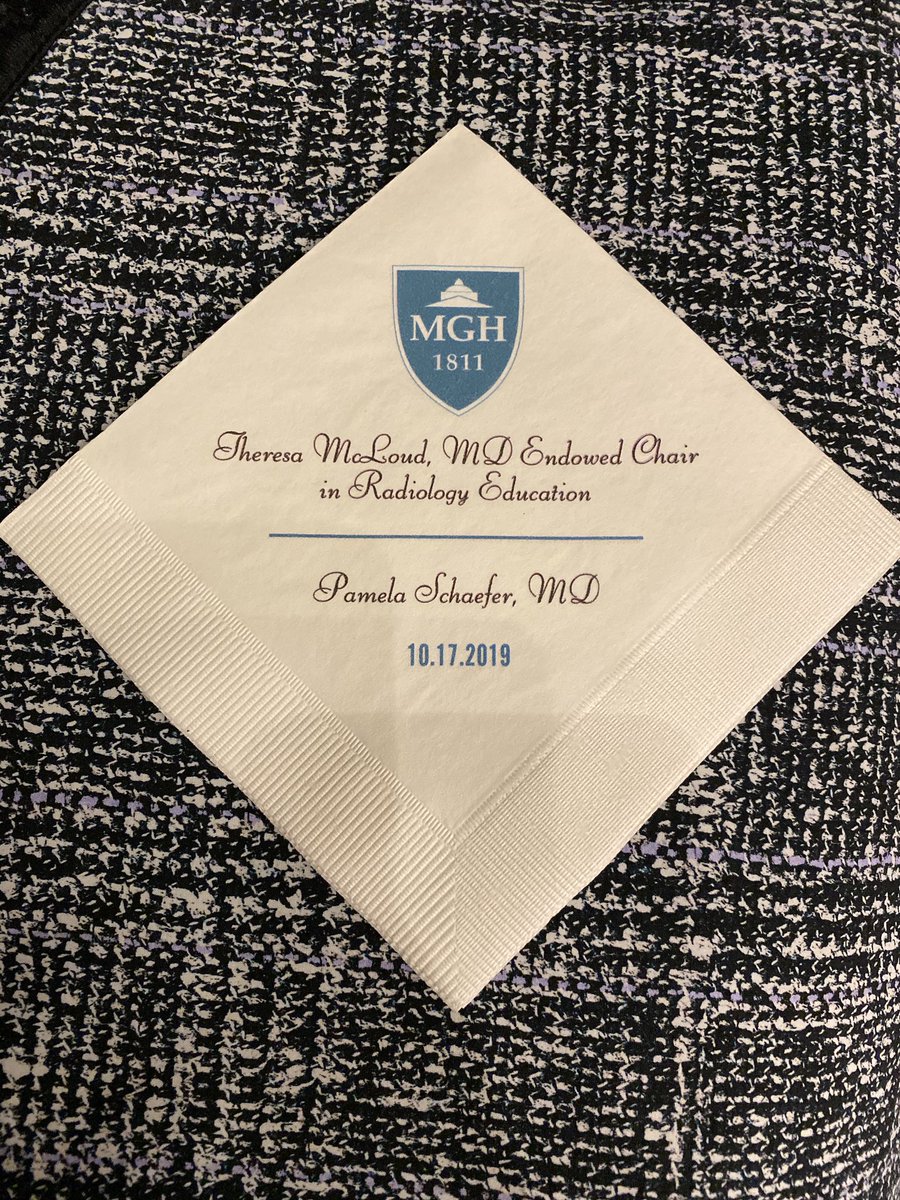 MGH
1811
Theresa McLoud, MD Endowed Chair
in Radiology Education
Pamela Schaefer, MD
10.17.2019